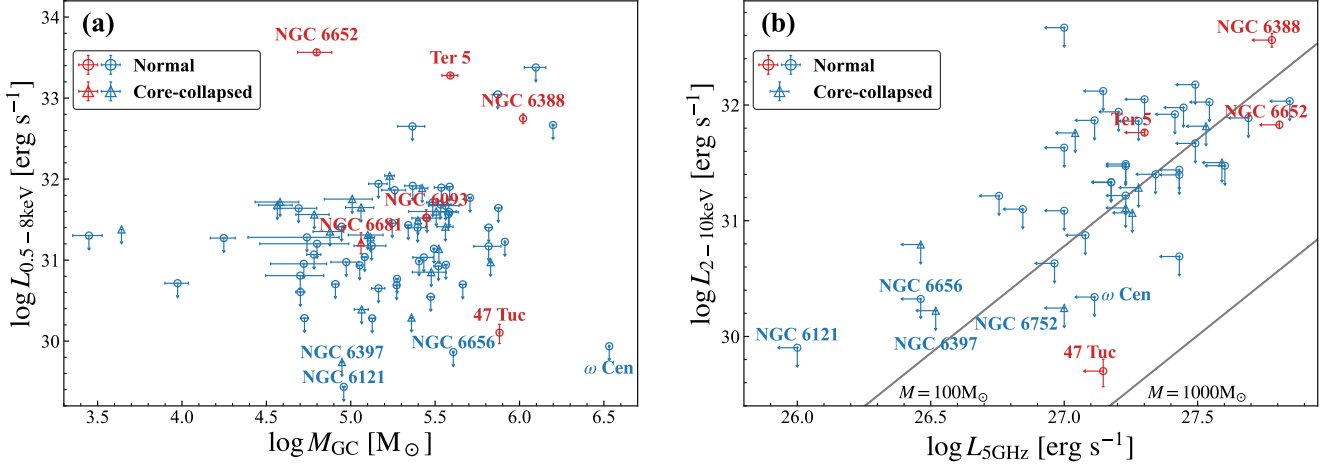 (a)
NGC 6652
Ter 5
NGC 6388
Normal
Core-collapsed
NGC 6093
NGC 6681
47 Tuc
NGC 6656
NGC 6397
NGC 6121
ω Cen
34
33
32
31
30
log L0.5−8keV [erg s−1]
3.5 4.0 4.5 5.0 5.5 6.0 6.5
log MGC [M⊙]
(b)
NGC 6388
Normal
Core-collapsed
Ter 5
NGC 6652
NGC 6656
ω Cen
NGC 6752
NGC 6121
NGC 6397
47 Tuc
M = 100M⊙
M = 1000M⊙
32
31
30
log L2−10keV [erg s−1]
26.0 26.5 27.0 27.5
log L5GHz [erg s−1]